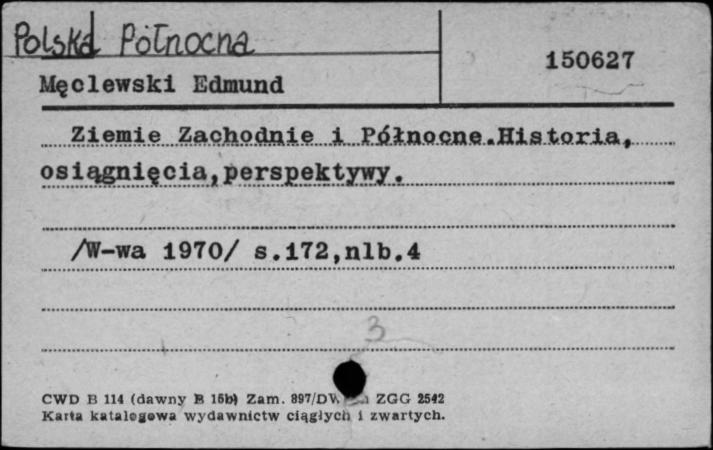 Polska Północna
150627
Męclewski Edmund
Ziemie Zachodnie i Północne.Historia,
osiągnięcia,perspektywy.
/W-wa 1970/ s.172,nlb.4
3
CWD B 114 (dawny B 15b) Zam. 897/DW ZGG 2542
Karta katalogowa wydawnictw ciągłych i zwartych.